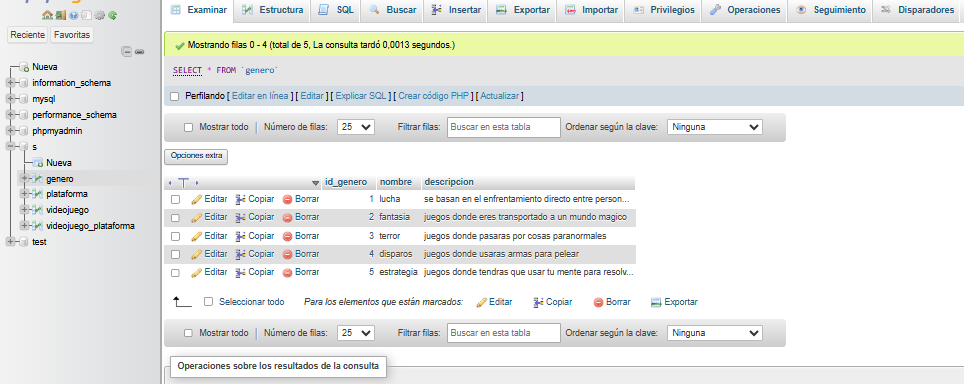 Examinar Estructura SQL Buscar Insertar Exportar Importar Privilegios Operaciones Seguimiento Disparadores
Reciente Favoritas
Nueva
information_schema
mysql
performance_schema
phpmyadmin
s
Nueva
genero
plataforma
videojuego
videojuego_plataforma
test
Mostrando filas 0 - 4 (total de 5, La consulta tardó 0,0013 segundos.)
SELECT * FROM `genero`
Perfilando [ Editar en línea ] [ Editar ] [ Explicar SQL ] [ Crear código PHP ] [ Actualizar ]
Mostrar todo Número de filas: 25 Filtrar filas: Buscar en esta tabla Ordenar según la clave: Ninguna
Opciones extra
id_genero nombre descripcion
Editar Copiar Borrar 1 lucha se basan en el enfrentamiento directo entre person...
Editar Copiar Borrar 2 fantasia juegos donde eres transportado a un mundo magico
Editar Copiar Borrar 3 terror juegos donde pasaras por cosas paranormales
Editar Copiar Borrar 4 disparos juegos donde usaras armas para pelear
Editar Copiar Borrar 5 estrategia juegos donde tendras que usar tu mente para resolv...
Seleccionar todo Para los elementos que están marcados: Editar Copiar Borrar Exportar
Mostrar todo Número de filas: 25 Filtrar filas: Buscar en esta tabla Ordenar según la clave: Ninguna
Operaciones sobre los resultados de la consulta